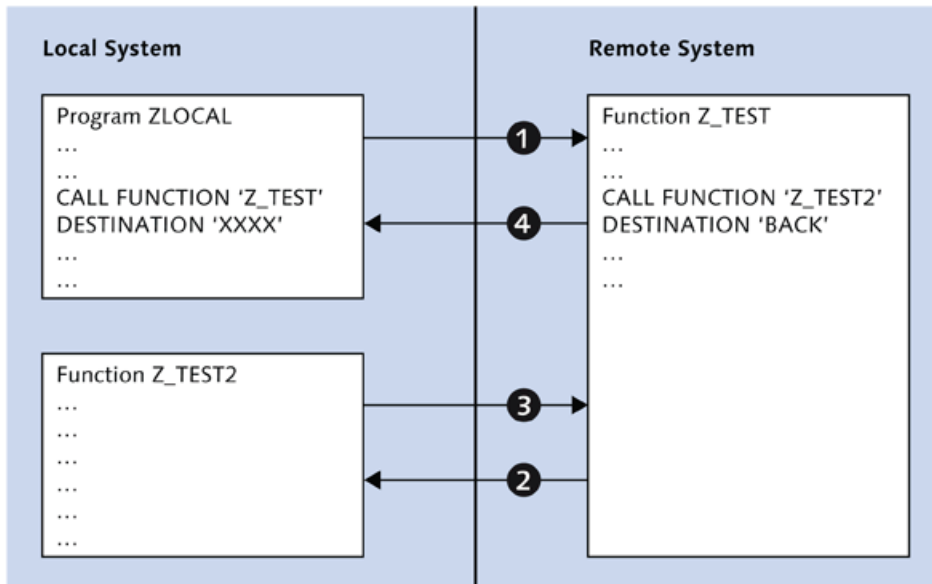 Local System
Remote System
Program ZLOCAL
...
...
CALL FUNCTION ‘Z_TEST’
DESTINATION ‘XXXX’
...
...
1
4
Function Z_TEST
...
...
CALL FUNCTION ‘Z_TEST2’
DESTINATION ‘BACK’
...
...
Function Z_TEST2
...
...
...
...
...
...
3
2